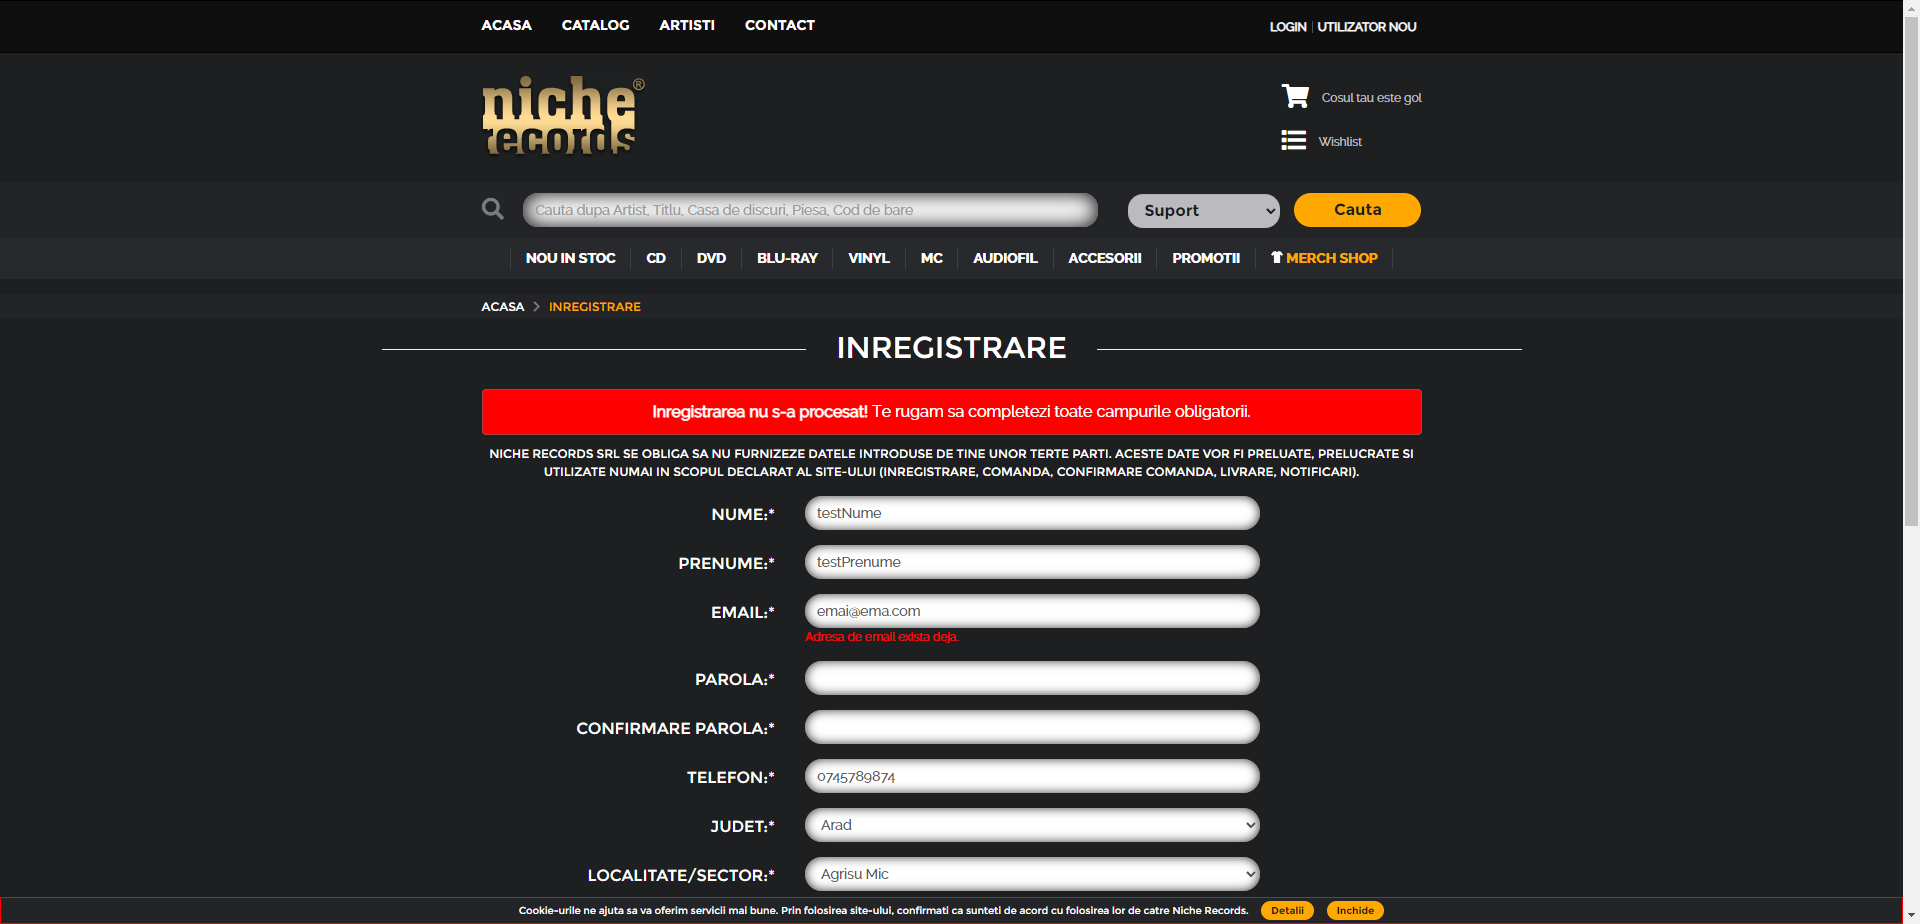 ACASA CATALOG ARTISTI CONTACT LOGIN | UTILIZATOR NOU
niche®
records
Cosul tau este gol
Wishlist
Cauta dupa Artist, Titlu, Casa de discuri, Piesa, Cod de bare Suport Cauta
NOU IN STOC CD DVD BLU-RAY VINYL MC AUDIOFIL ACCESORII PROMOTII MERCH SHOP
ACASA INREGISTRARE
INREGISTRARE
Inregistrarea nu s-a procesat! Te rugam sa completezi toate campurile obligatorii.
NICHE RECORDS SRL SE OBLIGA SA NU FURNIZEZE DATELE INTRODUSE DE TINE UNOR TERTE PARTI. ACESTE DATE VOR FI PRELUATE, PRELUCRATE SI
UTILIZATE NUMAI IN SCOPUL DECLARAT AL SITE-ULUI (INREGISTRARE, COMANDA, CONFIRMARE COMANDA, LIVRARE, NOTIFICARI).
NUME:* testNume
PRENUME:* testPrenume
EMAIL:* emai@ema.com
Adresa de email exista deja.
PAROLA:*
CONFIRMARE PAROLA:*
TELEFON:* 0745789874
JUDET:* Arad
LOCALITATE/SECTOR:* Agrisu Mic
Cookie-urile ne ajuta sa va oferim servicii mai bune. Prin folosirea site-ului, confirmati ca sunteti de acord cu folosirea lor de catre Niche Records. Detalii Inchide